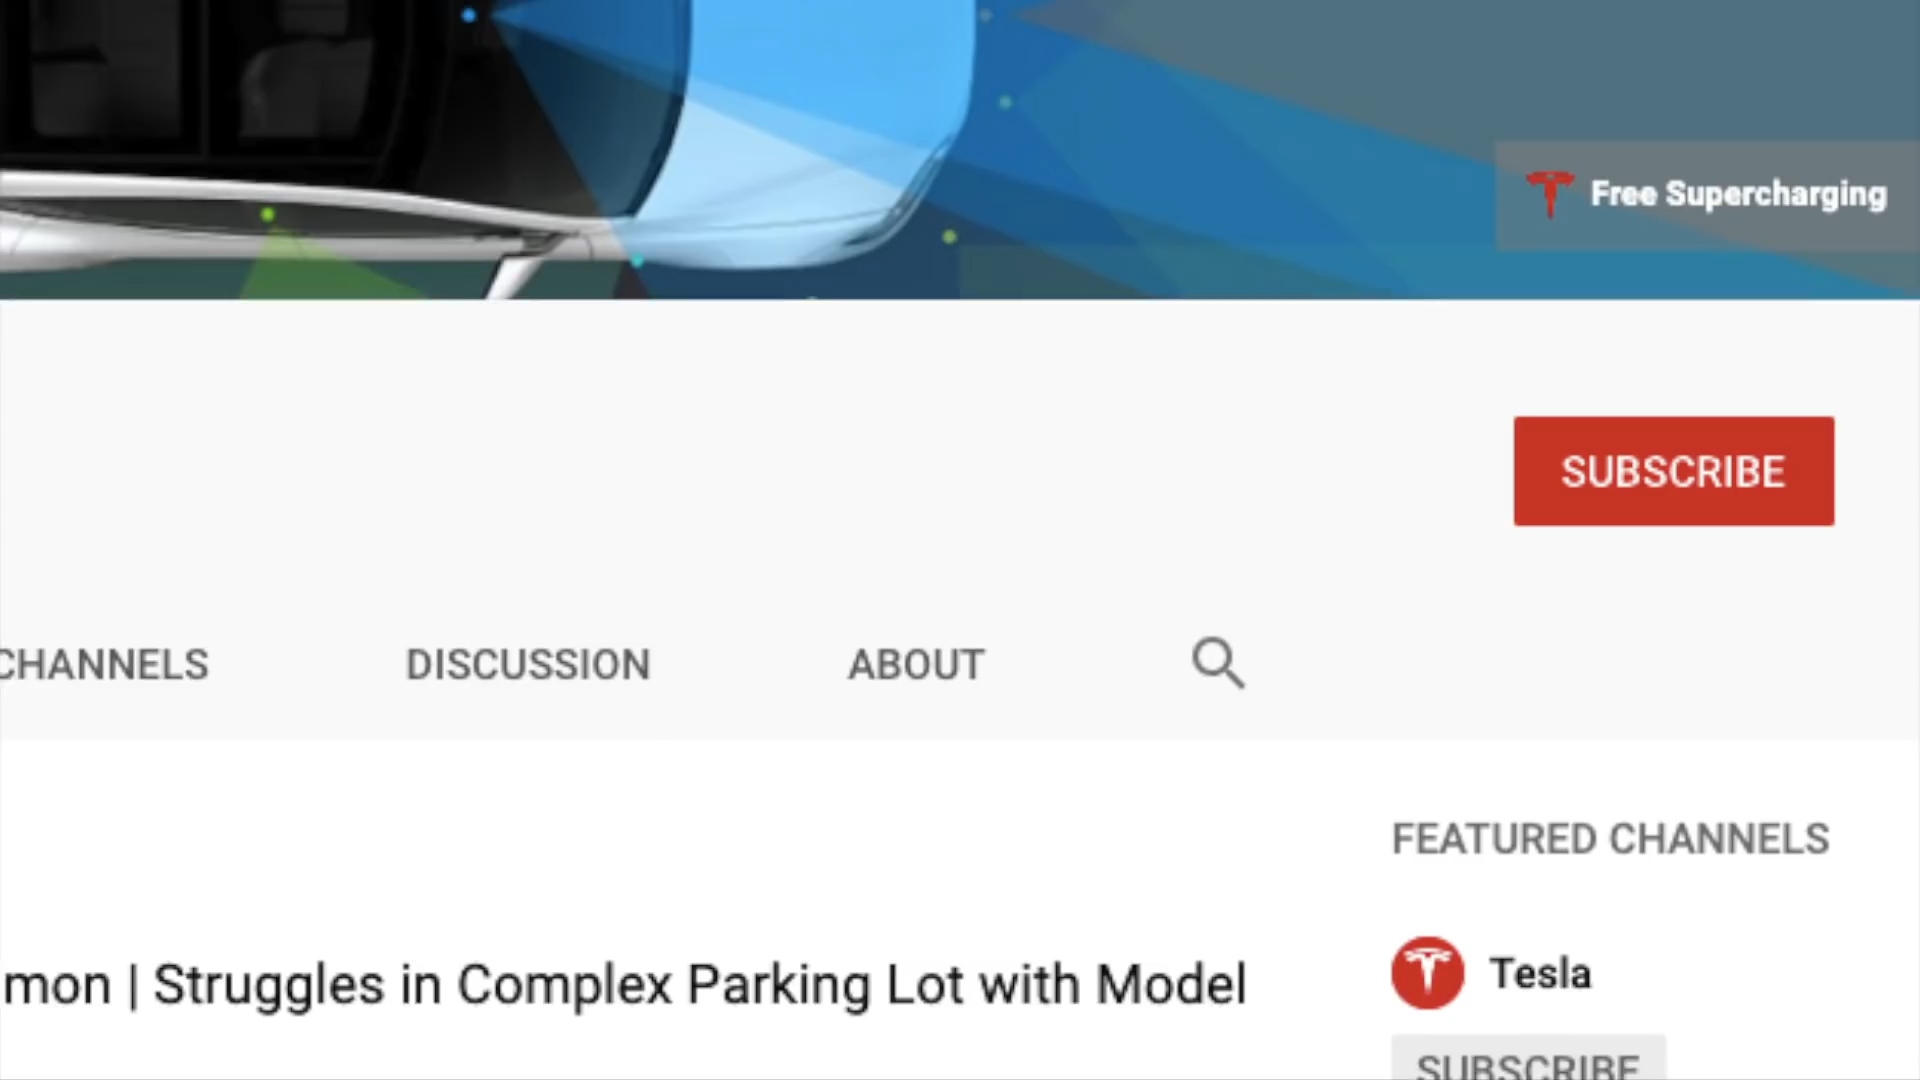 Free Supercharging
SUBSCRIBE
CHANNELS DISCUSSION ABOUT
FEATURED CHANNELS
mon | Struggles in Complex Parking Lot with Model
Tesla
SUBSCRIBE